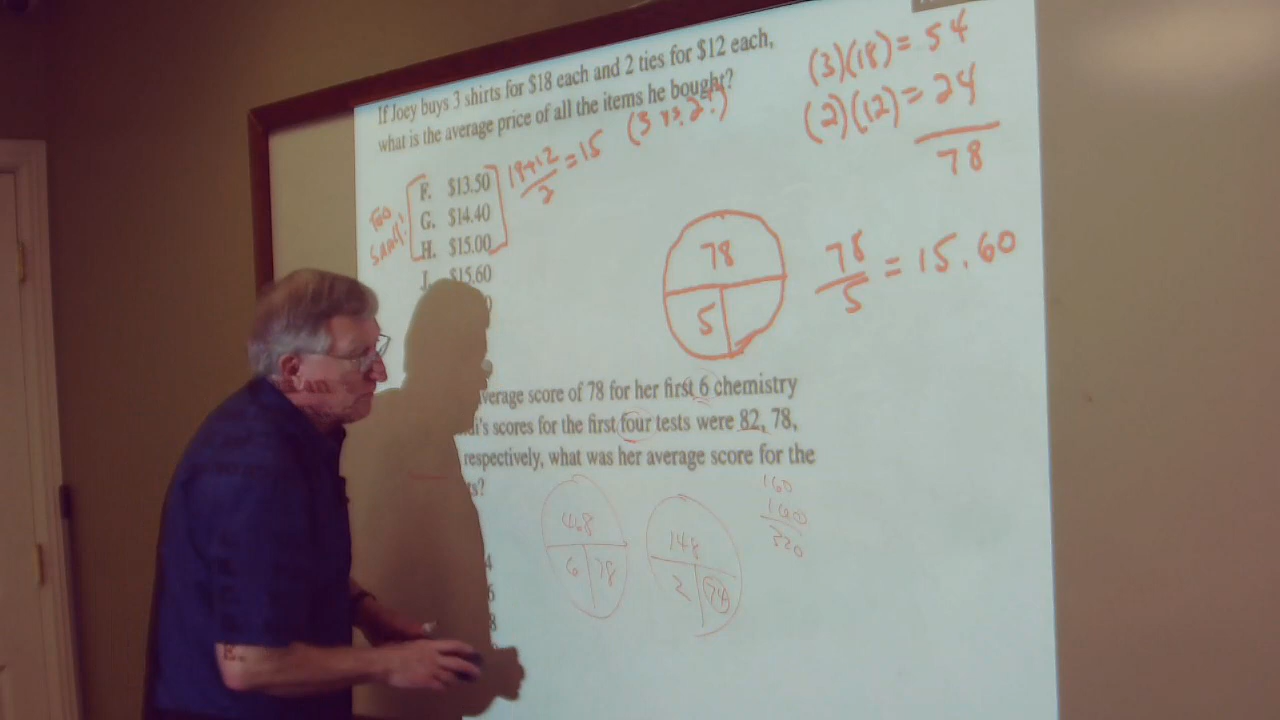 If Joey buys 3 shirts for $18 each and 2 ties for $12 each,
what is the average price of all the items he bought?
(3)(18) = 54
(2)(12) = 24
78
F. $13.50
G. $14.40
H. $15.00
J. $15.60
18+12
2
= 15
78
5
78
5
= 15.60
verage score of 78 for her first 6 chemistry
i's scores for the first four tests were 82, 78,
respectively, what was her average score for the
s?
160
160
320
468
6 78
148
2 74
4
6
8
E.